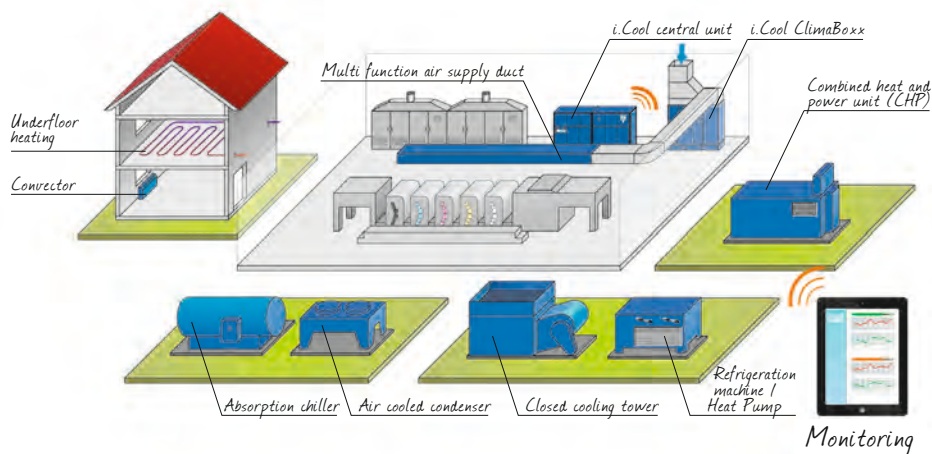 i.Cool central unit
i.Cool ClimaBoxx
Multi function air supply duct
Combined heat and
power unit (CHP)
Underfloor
heating
Convector
Absorption chiller
Air cooled condenser
Closed cooling tower
Refrigeration
machine /
Heat Pump
Monitoring